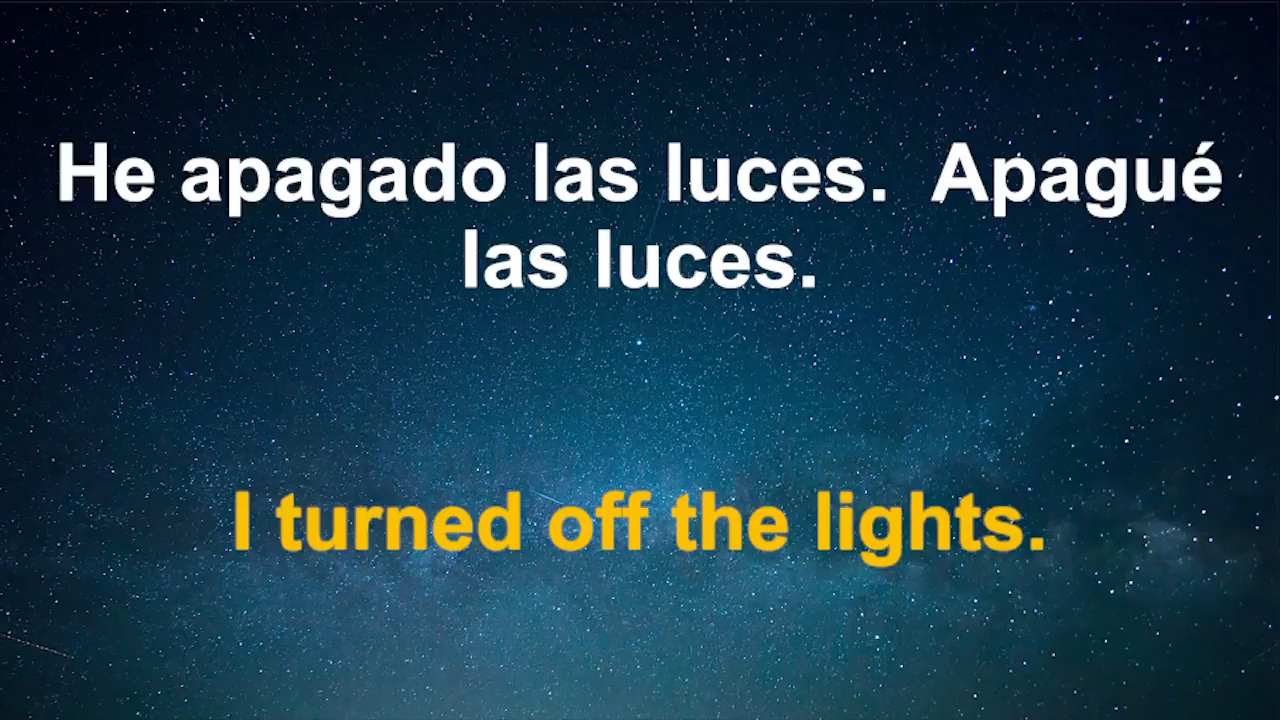 He apagado las luces.  Apagué
las luces.
I turned off the lights.